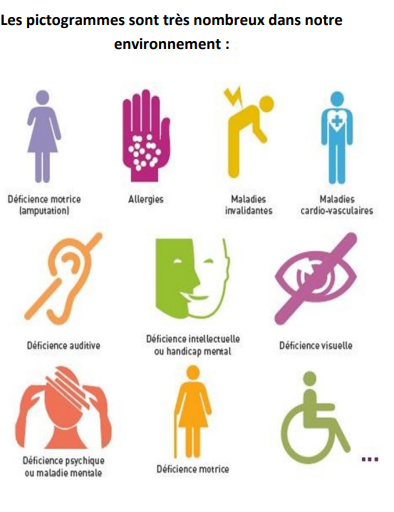 Les pictogrammes sont très nombreux dans notre
environnement :
Déficience motrice
(amputation)
Allergies
Maladies
invalidantes
Maladies
cardio-vasculaires
Déficience auditive
Déficience intellectuelle
ou handicap mental
Déficience visuelle
Déficience psychique
ou maladie mentale
Déficience motrice
...